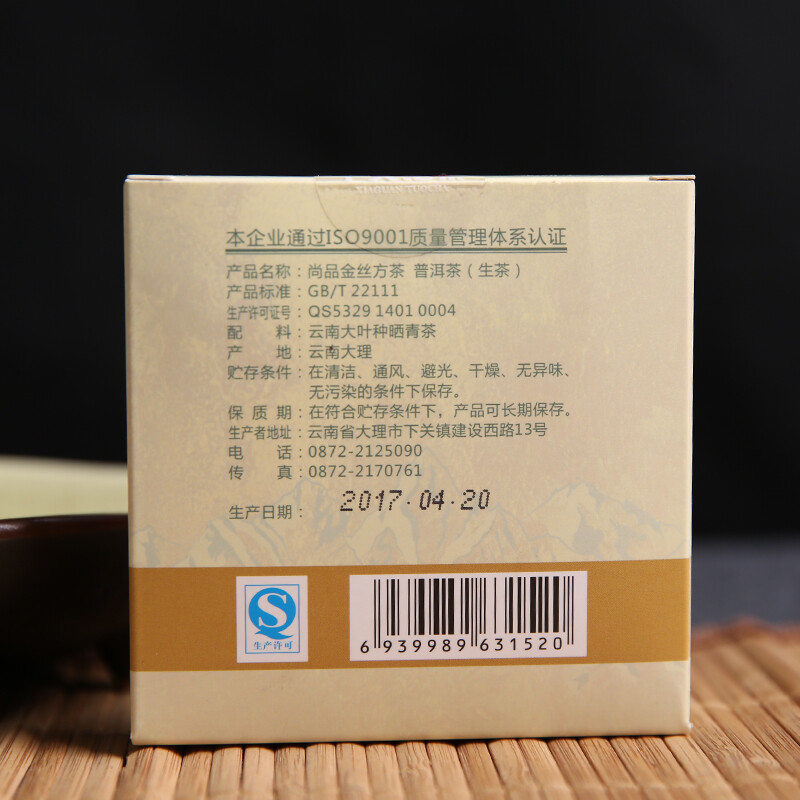 XIAGUAN TUOCHA
本企业通过ISO9001质量管理体系认证
产品名称：尚品金丝方茶 普洱茶（生茶）
产品标准：GB/T 22111
生产许可证号：QS5329 1401 0004
配 料：云南大叶种晒青茶
产 地：云南大理
贮存条件：在清洁、通风、避光、干燥、无异味、
无污染的条件下保存。
保 质 期：在符合贮存条件下，产品可长期保存。
生产者地址：云南省大理市下关镇建设西路13号
电 话：0872-2125090
传 真：0872-2170761
生产日期：2017.04.20
生产许可
6 939989 631520